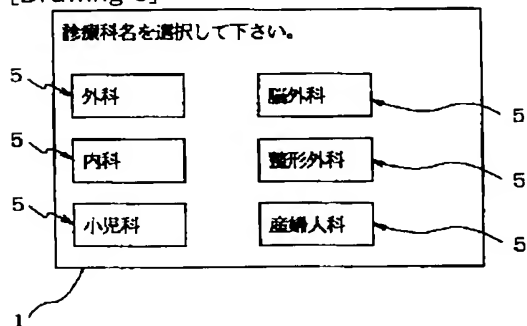 [Drawing 3]
診療科名を選択して下さい。
5 外科 脳外科 5
5 内科 整形外科 5
5 小児科 産婦人科 5
1